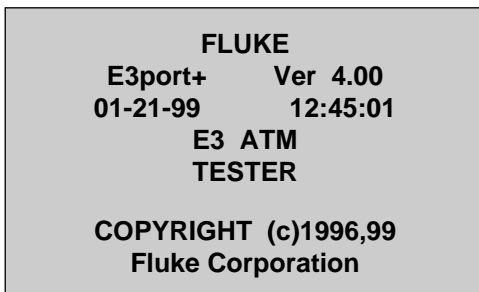 FLUKE
E3port+ Ver 4.00
01-21-99 12:45:01
E3 ATM
TESTER
COPYRIGHT (c)1996,99
Fluke Corporation